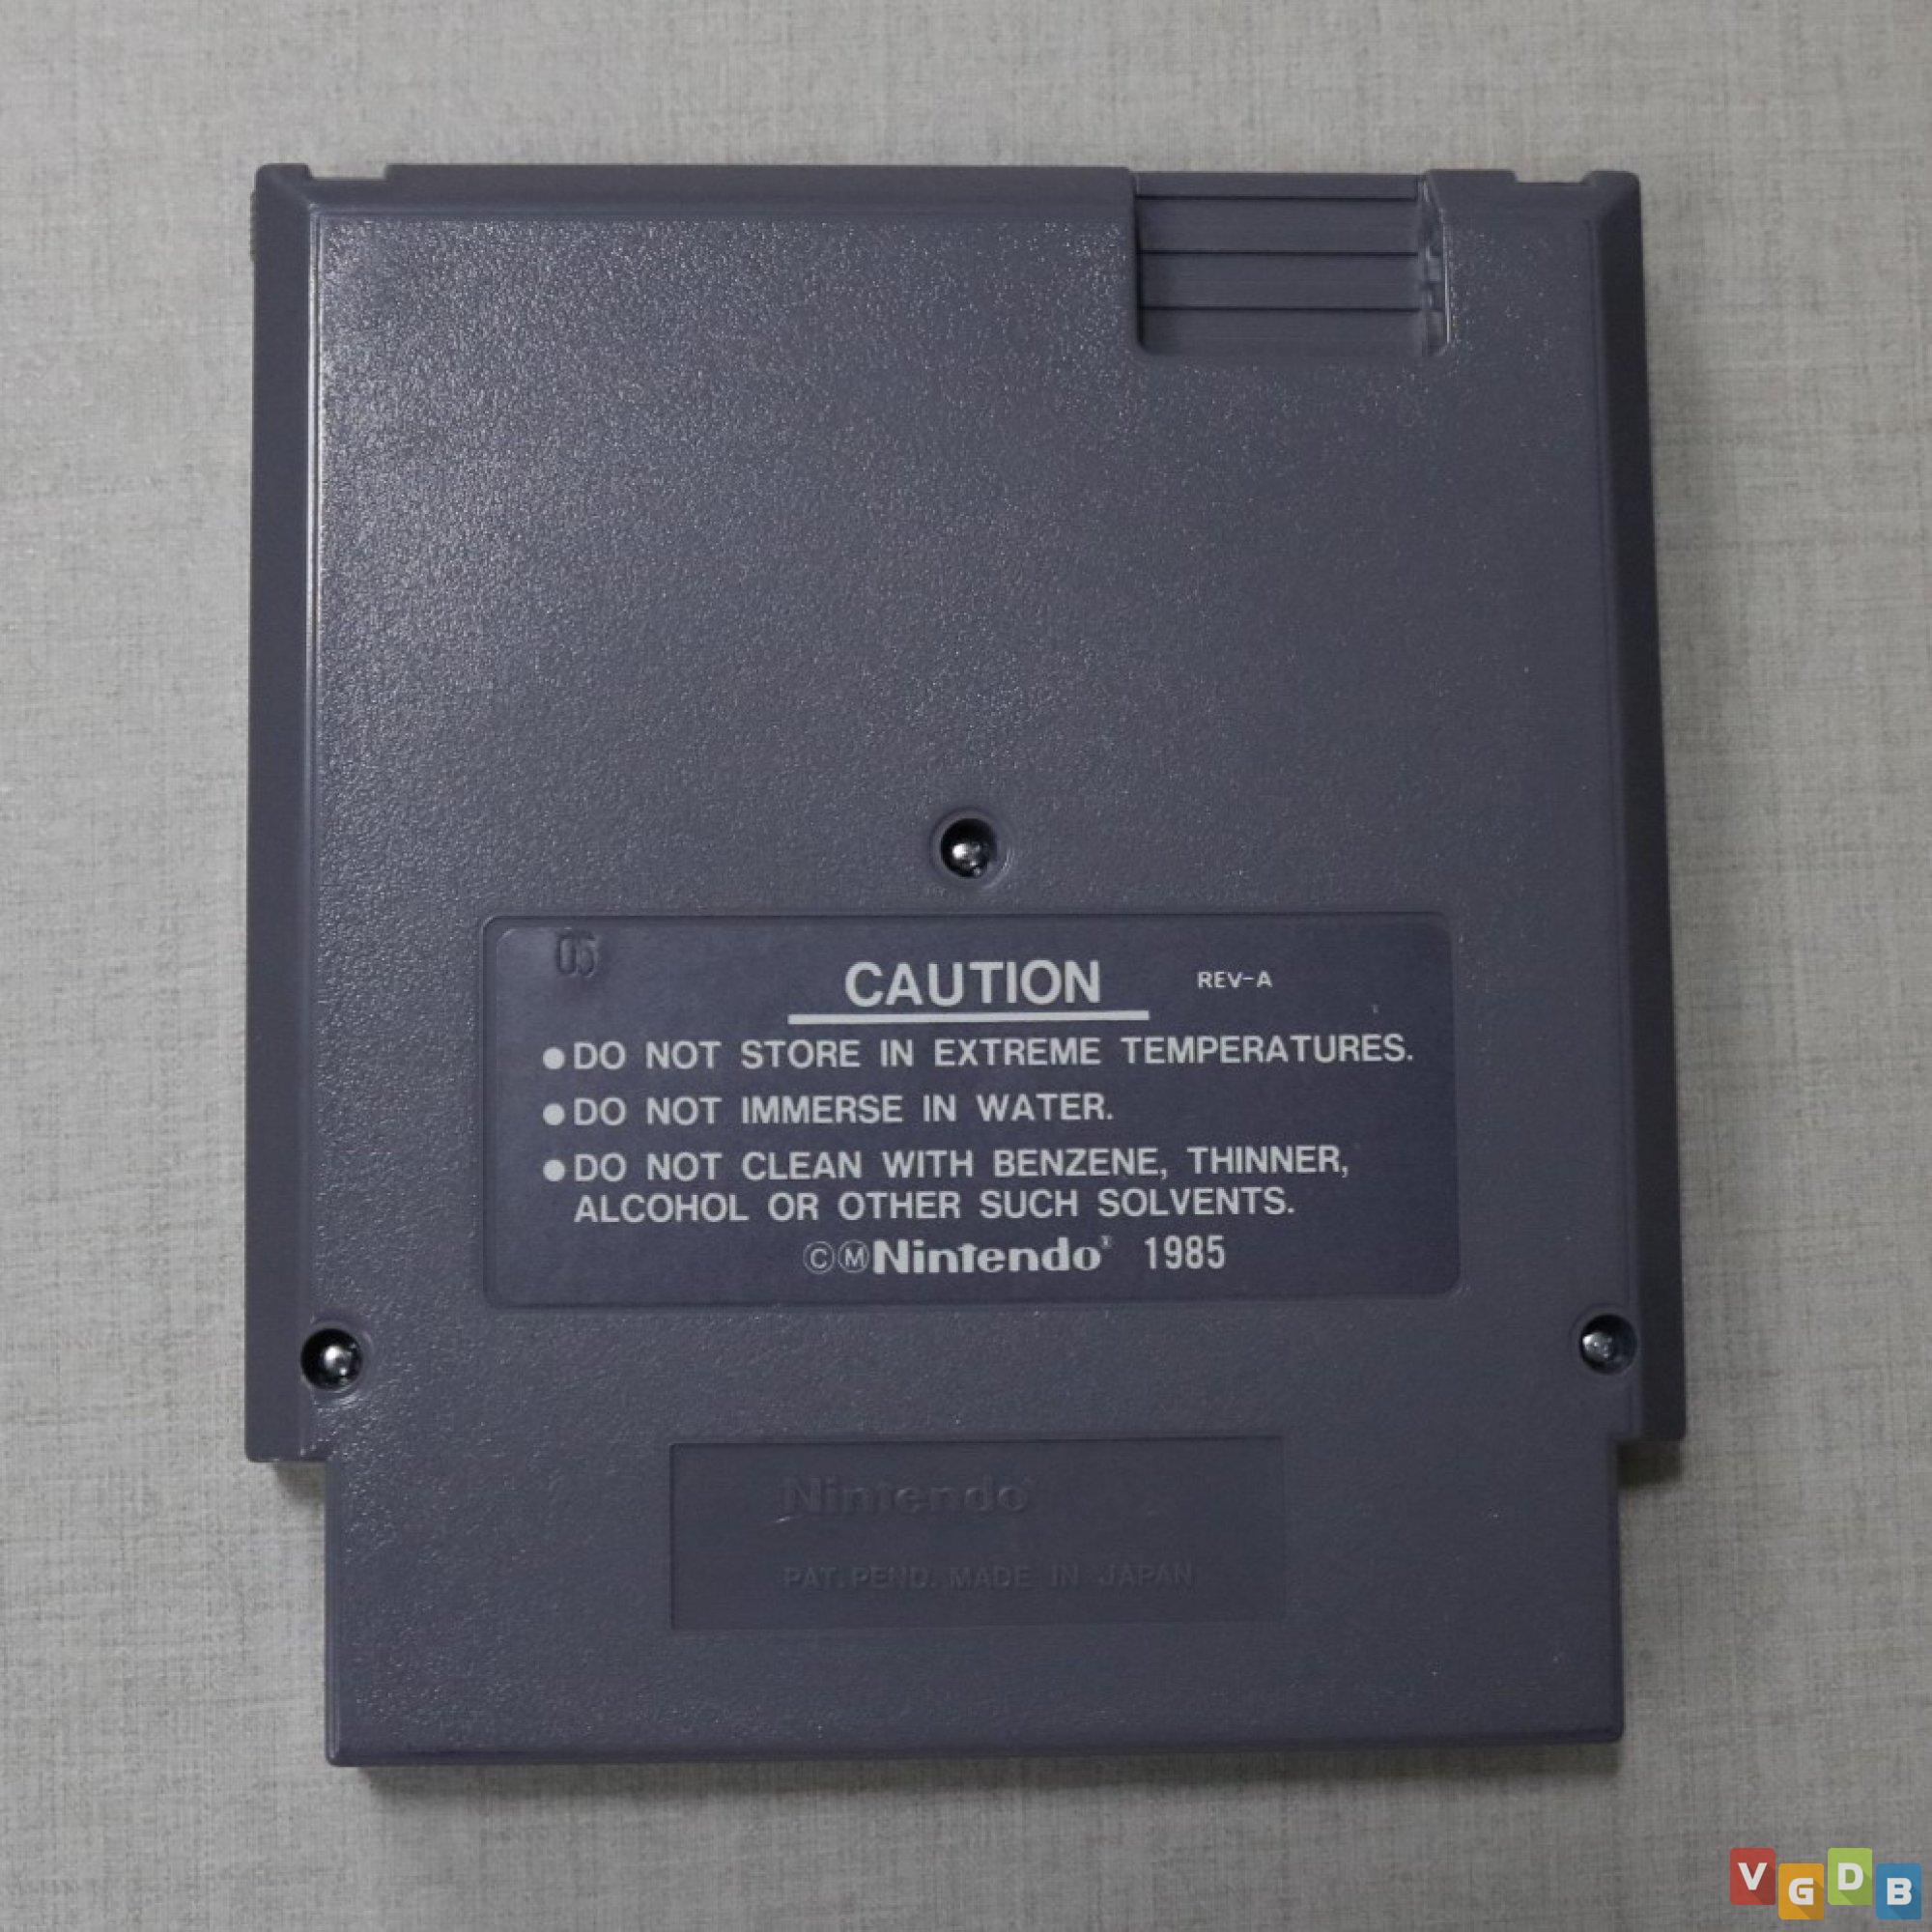 05
CAUTION REV-A
●DO NOT STORE IN EXTREME TEMPERATURES.
●DO NOT IMMERSE IN WATER.
●DO NOT CLEAN WITH BENZENE, THINNER,
ALCOHOL OR OTHER SUCH SOLVENTS.
©ⓂNintendo® 1985
Nintendo®
PAT. PEND. MADE IN JAPAN
VGDB